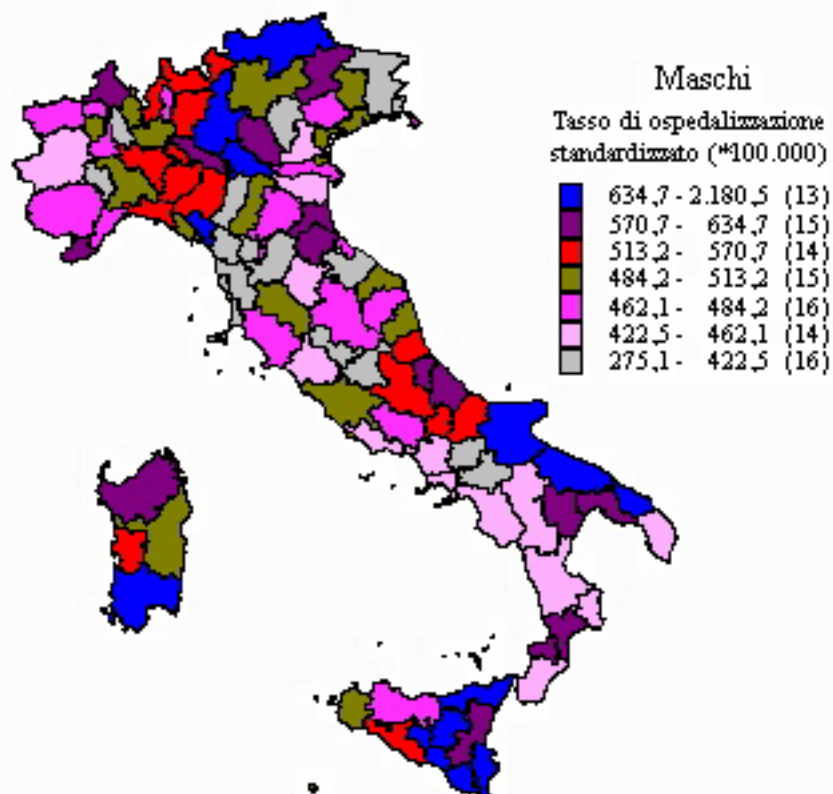 Maschi
Tasso di ospedalizzazione
standardizzato (*100.000)
634,7 - 2.180,5 (13)
570,7 - 634,7 (15)
513,2 - 570,7 (14)
484,2 - 513,2 (15)
462,1 - 484,2 (16)
422,5 - 462,1 (14)
275,1 - 422,5 (16)